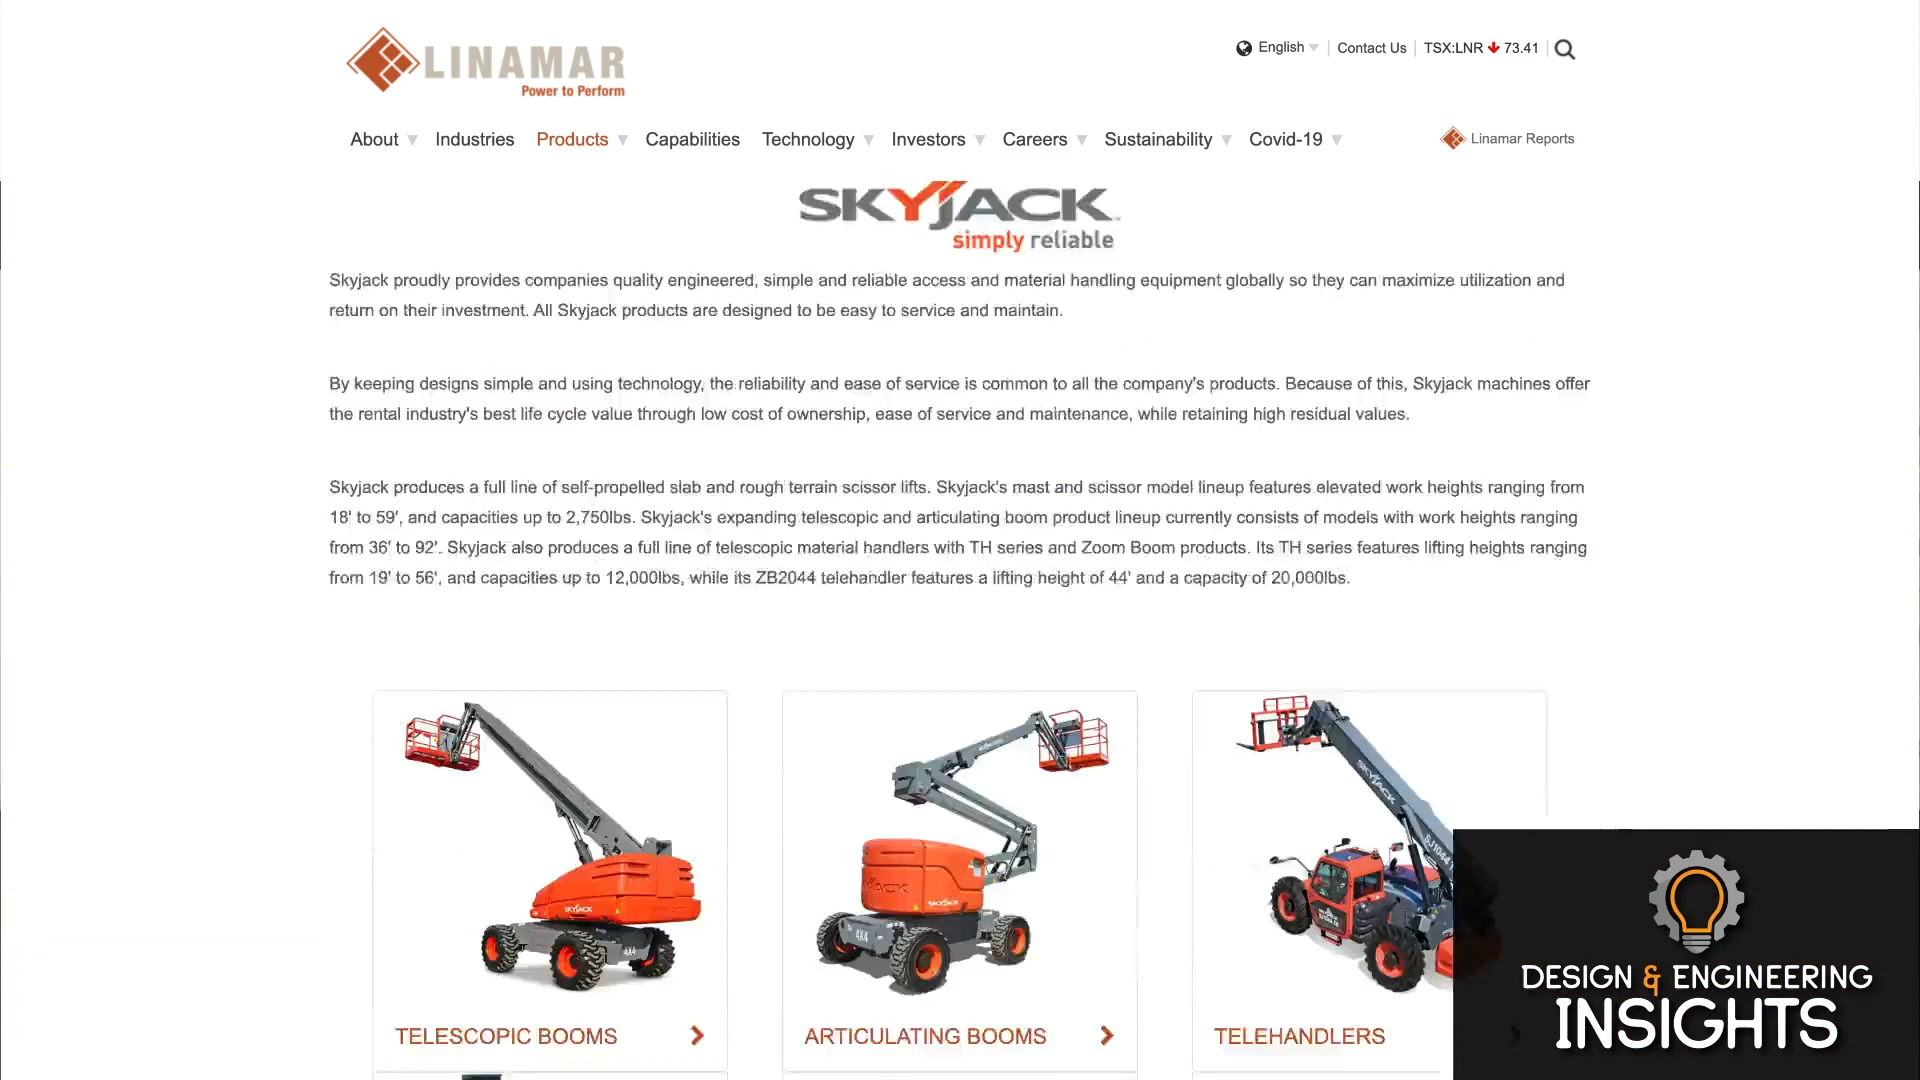 LINAMAR
Power to Perform
English
Contact Us
TSX:LNR 73.41
About
Industries
Products
Capabilities
Technology
Investors
Careers
Sustainability
Covid-19
Linamar Reports
SKYJACK
simply reliable
Skyjack proudly provides companies quality engineered, simple and reliable access and material handling equipment globally so they can maximize utilization and
return on their investment. All Skyjack products are designed to be easy to service and maintain.
By keeping designs simple and using technology, the reliability and ease of service is common to all the company's products. Because of this, Skyjack machines offer
the rental industry's best life cycle value through low cost of ownership, ease of service and maintenance, while retaining high residual values.
Skyjack produces a full line of self-propelled slab and rough terrain scissor lifts. Skyjack's mast and scissor model lineup features elevated work heights ranging from
18' to 59', and capacities up to 2,750lbs. Skyjack's expanding telescopic and articulating boom product lineup currently consists of models with work heights ranging
from 36' to 92'. Skyjack also produces a full line of telescopic material handlers with TH series and Zoom Boom products. Its TH series features lifting heights ranging
from 19' to 56', and capacities up to 12,000lbs, while its ZB2044 telehandler features a lifting height of 44' and a capacity of 20,000lbs.
SKYJACK
4X4
SKYJACK
SKYJACK
4X4
SKYJACK
SJ1044
TELESCOPIC BOOMS
ARTICULATING BOOMS
TELEHANDLERS
DESIGN & ENGINEERING
INSIGHTS